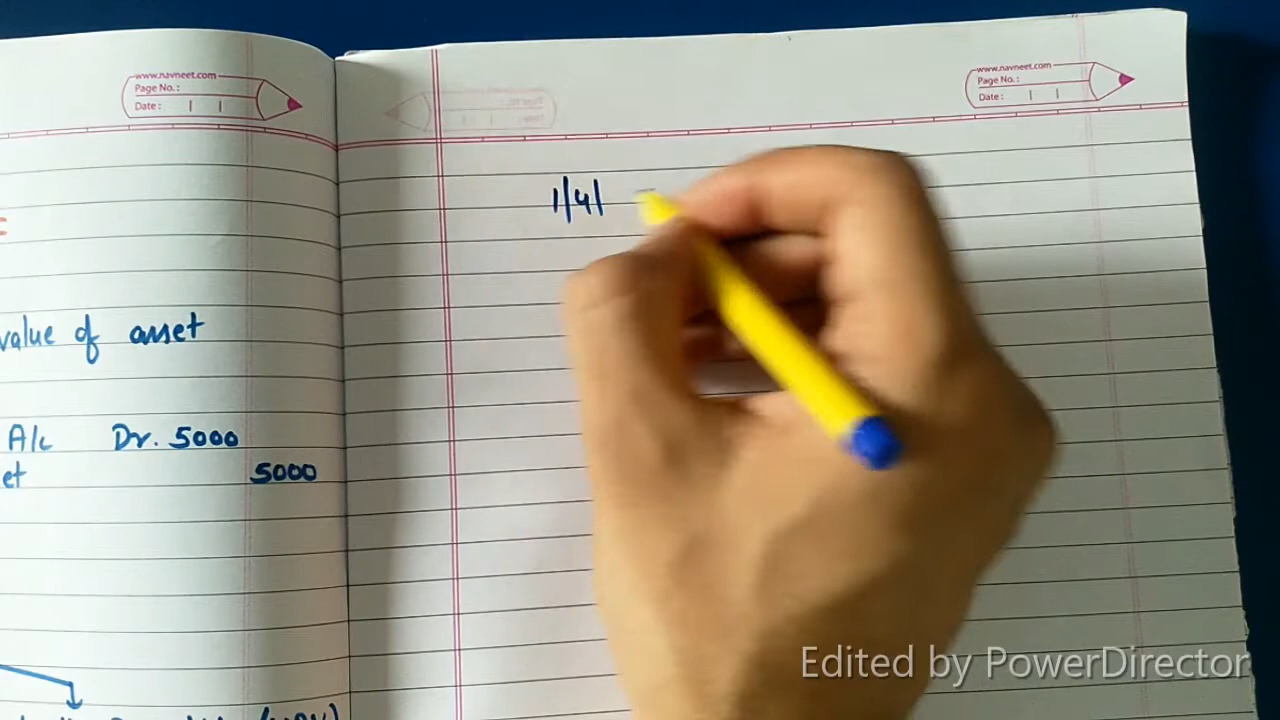 www.navneet.com
Page No. :
Date :
value of asset
A/c Dr. 5000
et 5000
www.navneet.com
Page No. :
Date :
1/4/
Edited by PowerDirector